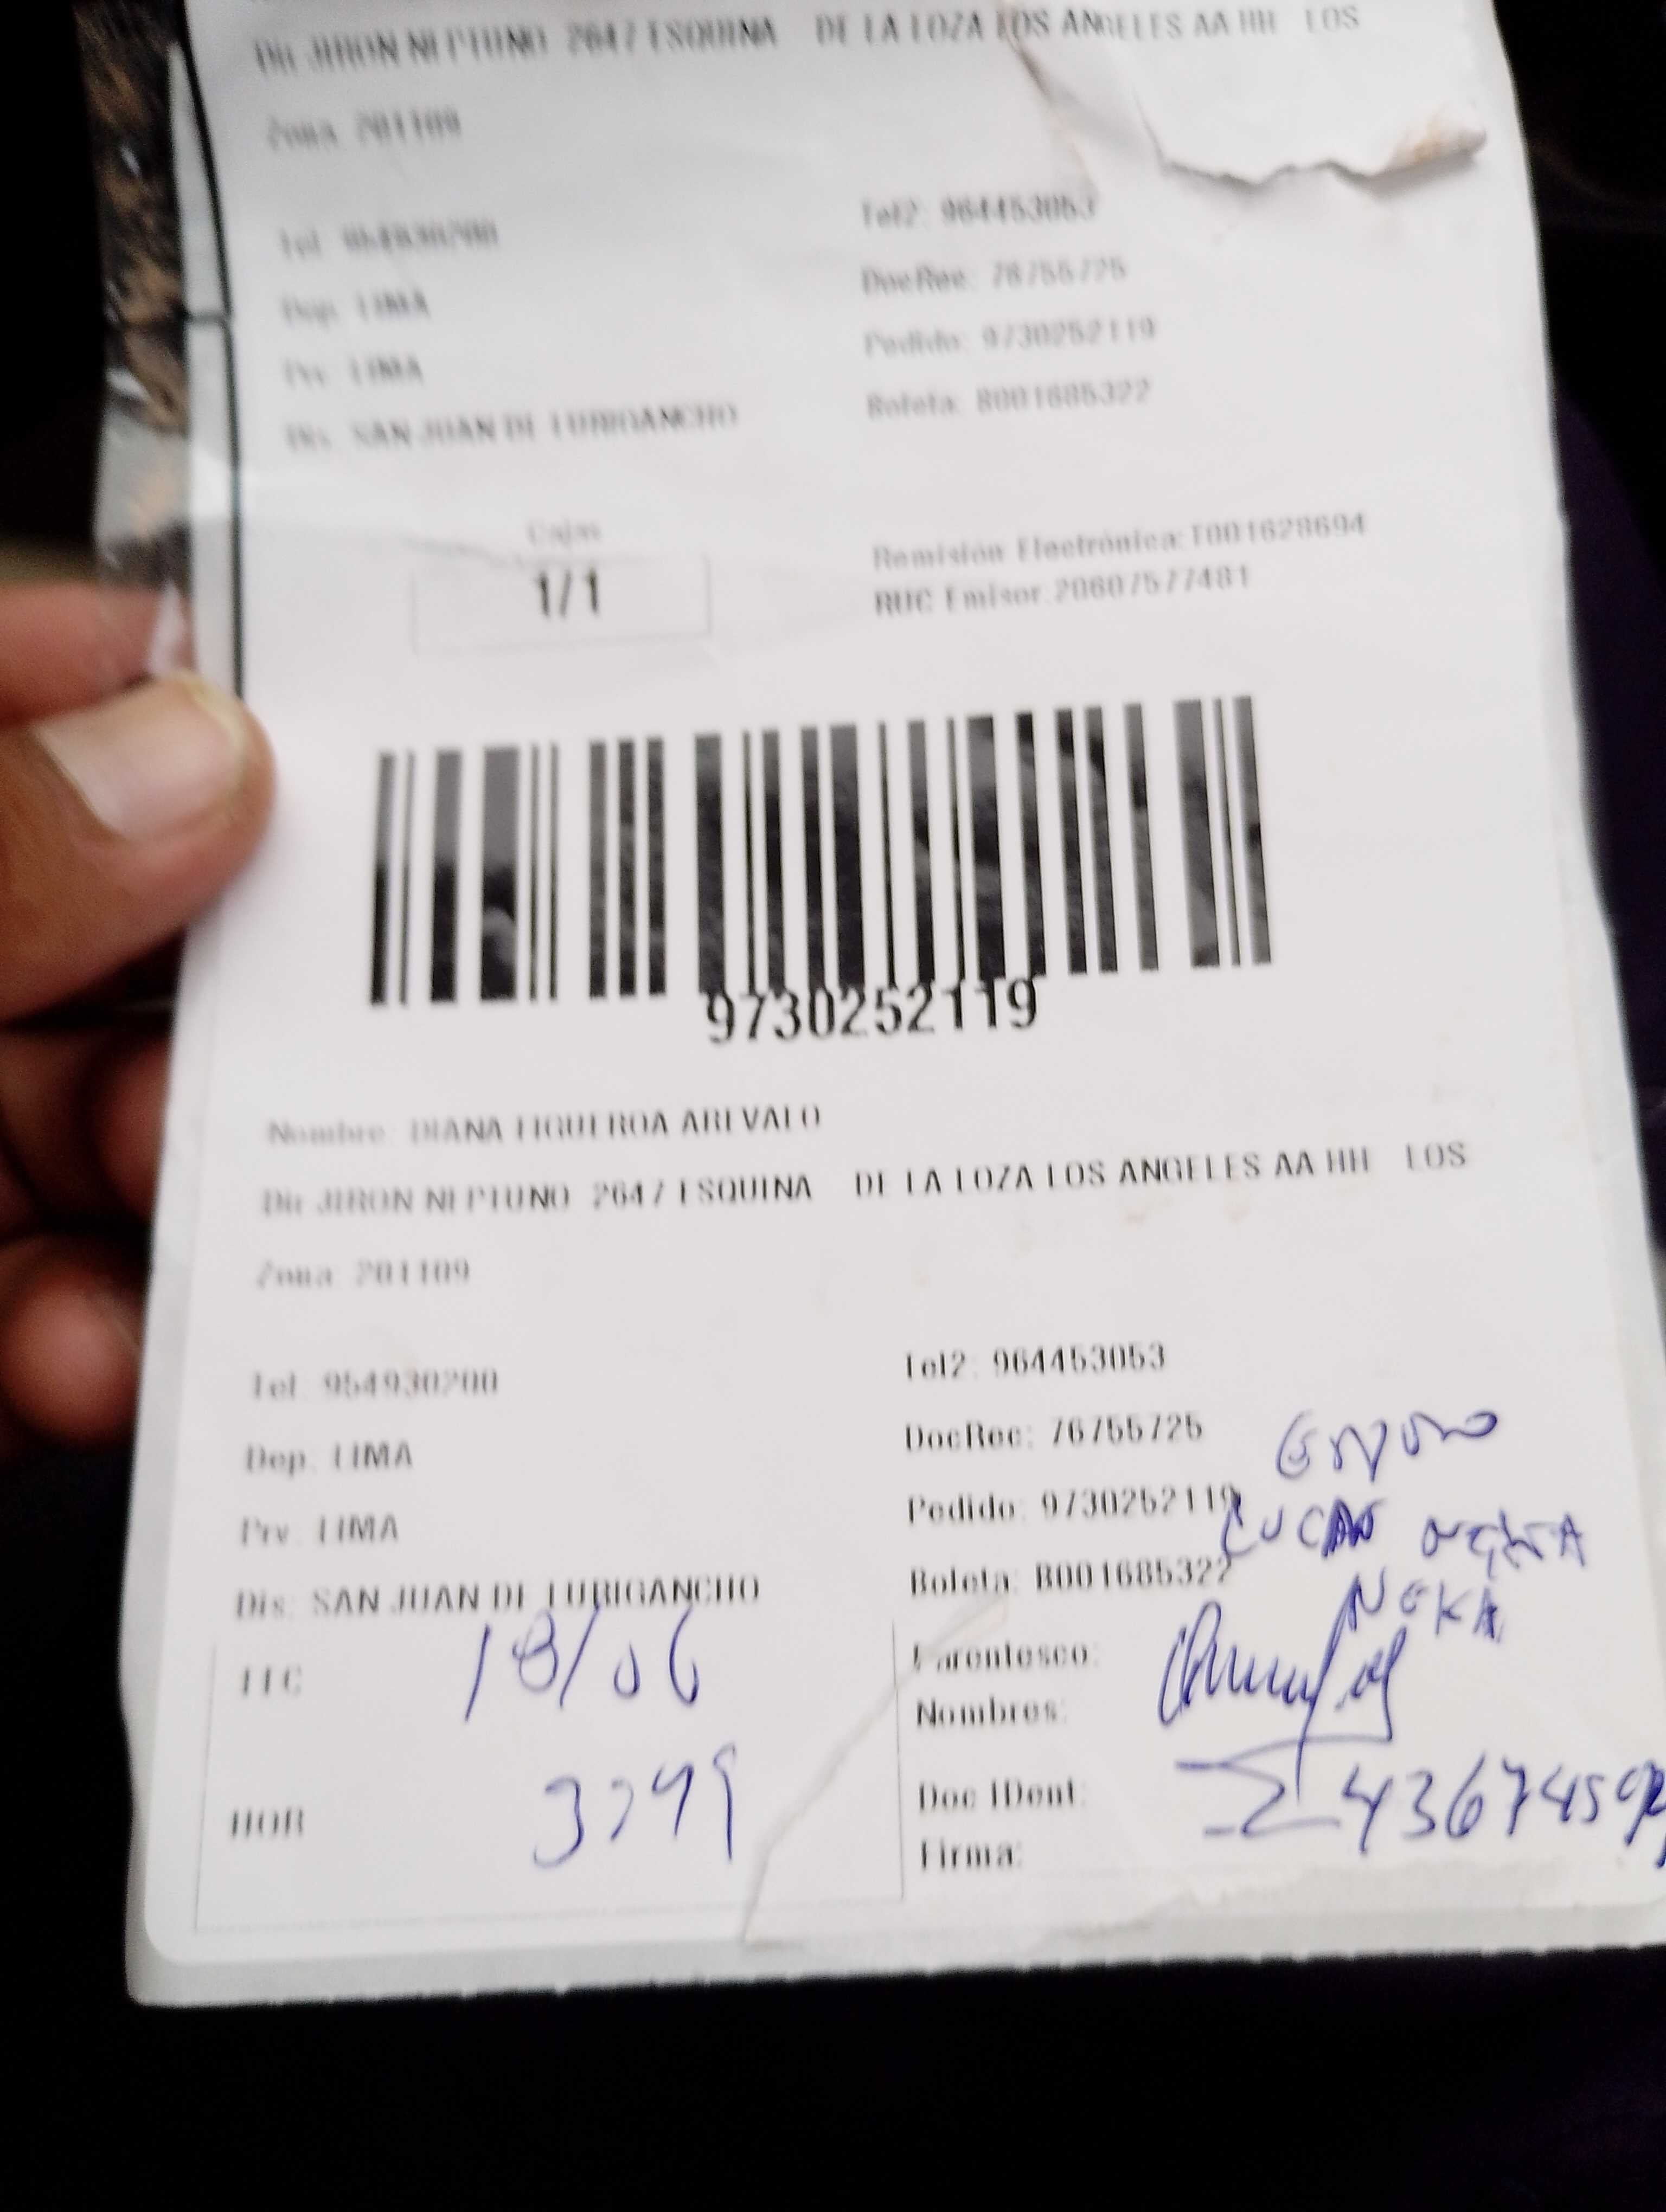 Dir JIRON NEPTUNO 2647 ESQUINA DE LA LOZA LOS ANGELES AA HH LOS
Zona 201109
Tel2: 964453053
Tel: 954930200
DocRec: 76755725
Dep: LIMA
Pedido: 9730252119
Prv: LIMA
Boleta: B001685322
Dis: SAN JUAN DE LURIGANCHO
Cajas
1/1
Remisión Electrónica:T001628694
RUC Emisor.20607577481
9730252119
Nombre: DIANA FIGUEROA AREVALO
Dir JIRON NEPTUNO 2647 ESQUINA DE LA LOZA LOS ANGELES AA HH LOS
Zona 201109
Tel2: 964453053
Tel: 954930200
DocRec: 76755725
Dep: LIMA
Pedido: 9730252119
Prv: LIMA
Boleta: B001685322
Dis: SAN JUAN DE LURIGANCHO
Parentesco:
18/06
Nombres:
Doc IDent:
43674
HOR
Firma: